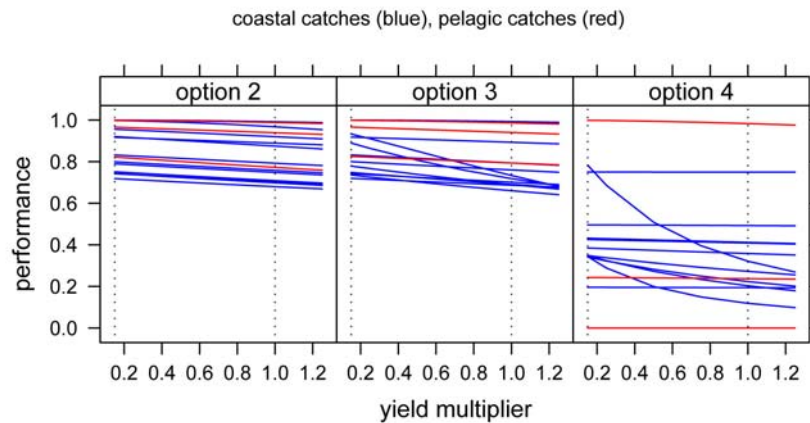 coastal catches (blue), pelagic catches (red)
option 2 option 3 option 4
performance
1.0
0.8
0.6
0.4
0.2
0.0
0.2 0.4 0.6 0.8 1.0 1.2 0.2 0.4 0.6 0.8 1.0 1.2 0.2 0.4 0.6 0.8 1.0 1.2
yield multiplier